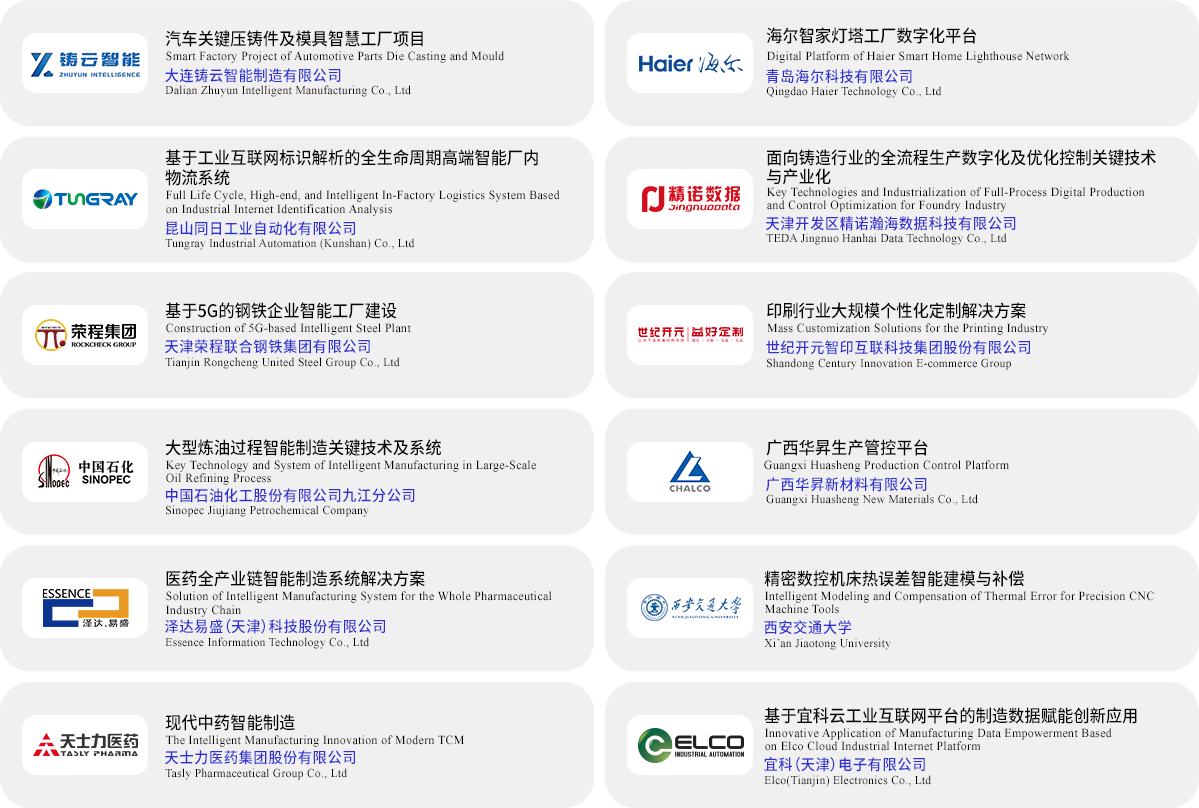 铸云智能
ZHUYUN INTELLIGENCE
汽车关键压铸件及模具智慧工厂项目
Smart Factory Project of Automotive Parts Die Casting and Mould
大连铸云智能制造有限公司
Dalian Zhuyun Intelligent Manufacturing Co., Ltd
Haier 海尔
海尔智家灯塔工厂数字化平台
Digital Platform of Haier Smart Home Lighthouse Network
青岛海尔科技有限公司
Qingdao Haier Technology Co., Ltd
TUNGRAY
基于工业互联网标识解析的全生命周期高端智能厂内
物流系统
Full Life Cycle, High-end, and Intelligent In-Factory Logistics System Based
on Industrial Internet Identification Analysis
昆山同日工业自动化有限公司
Tungray Industrial Automation (Kunshan) Co., Ltd
精诺数据
JINGNUODATA
面向铸造行业的全流程生产数字化及优化控制关键技术
与产业化
Key Technologies and Industrialization of Full-Process Digital Production
and Control Optimization for Foundry Industry
天津开发区精诺瀚海数据科技有限公司
TEDA Jingnuo Hanhai Data Technology Co., Ltd
荣程集团
ROCKCHECK GROUP
基于5G的钢铁企业智能工厂建设
Construction of 5G-based Intelligent Steel Plant
天津荣程联合钢铁集团有限公司
Tianjin Rongcheng United Steel Group Co., Ltd
世纪开元 益好定制
印刷行业大规模个性化定制解决方案
Mass Customization Solutions for the Printing Industry
世纪开元智印互联科技集团股份有限公司
Shandong Century Innovation E-commerce Group
SINOPEC
中国石化
SINOPEC
大型炼油过程智能制造关键技术及系统
Key Technology and System of Intelligent Manufacturing in Large-Scale
Oil Refining Process
中国石油化工股份有限公司九江分公司
Sinopec Jiujiang Petrochemical Company
CHALCO
广西华昇生产管控平台
Guangxi Huasheng Production Control Platform
广西华昇新材料有限公司
Guangxi Huasheng New Materials Co., Ltd
ESSENCE
泽达.易盛
医药全产业链智能制造系统解决方案
Solution of Intelligent Manufacturing System for the Whole Pharmaceutical
Industry Chain
泽达易盛(天津)科技股份有限公司
Essence Information Technology Co., Ltd
西安交通大学
XI'AN JIAOTONG UNIVERSITY
精密数控机床热误差智能建模与补偿
Intelligent Modeling and Compensation of Thermal Error for Precision CNC
Machine Tools
西安交通大学
Xi'an Jiaotong University
天士力医药
TASLY PHARMA
现代中药智能制造
The Intelligent Manufacturing Innovation of Modern TCM
天士力医药集团股份有限公司
Tasly Pharmaceutical Group Co., Ltd
ELCO
INDUSTRIAL AUTOMATION
基于宜科云工业互联网平台的制造数据赋能创新应用
Innovative Application of Manufacturing Data Empowerment Based
on Elco Cloud Industrial Internet Platform
宜科(天津)电子有限公司
Elco(Tianjin) Electronics Co., Ltd